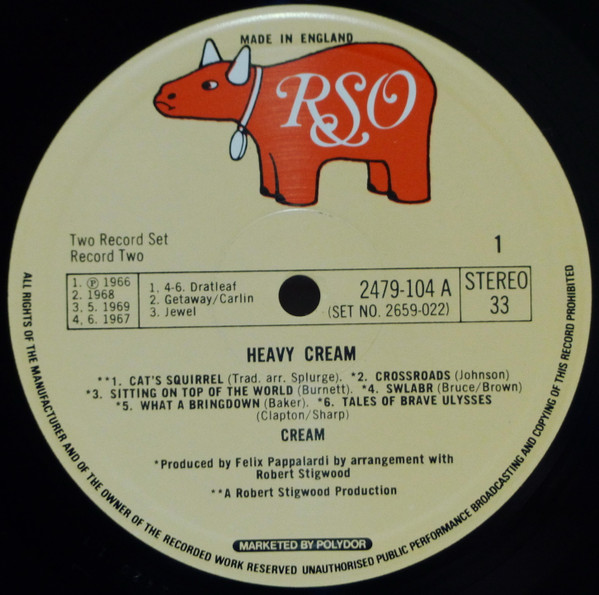 MADE IN ENGLAND
RSO
Two Record Set
Record Two
1
1. ℗ 1966
2. 1968
3. 5. 1969
4. 6. 1967
1. 4-6. Dratleaf
2. Getaway/Carlin
3. Jewel
2479-104 A
(SET NO. 2659-022)
STEREO
33
HEAVY CREAM
**1. CAT'S SQUIREL (Trad. arr. Splurge). *2. CROSSROADS (Johnson)
*3. SITTING ON TOP OF THE WORLD (Burnett). *4. SWLABR (Bruce/Brown)
*5. WHAT A BRINGDOWN (Baker). *6. TALES OF BRAVE ULYSSES
(Clapton/Sharp)
CREAM
*Produced by Felix Pappalardi by arrangement with
Robert Stigwood
**A Robert Stigwood Production
MARKETED BY POLYDOR
ALL RIGHTS OF THE MANUFACTURER AND OF THE OWNER OF THE RECORDED WORK RESERVED UNAUTHORISED PUBLIC PERFORMANCE BROADCASTING AND COPYING OF THIS RECORD PROHIBITED